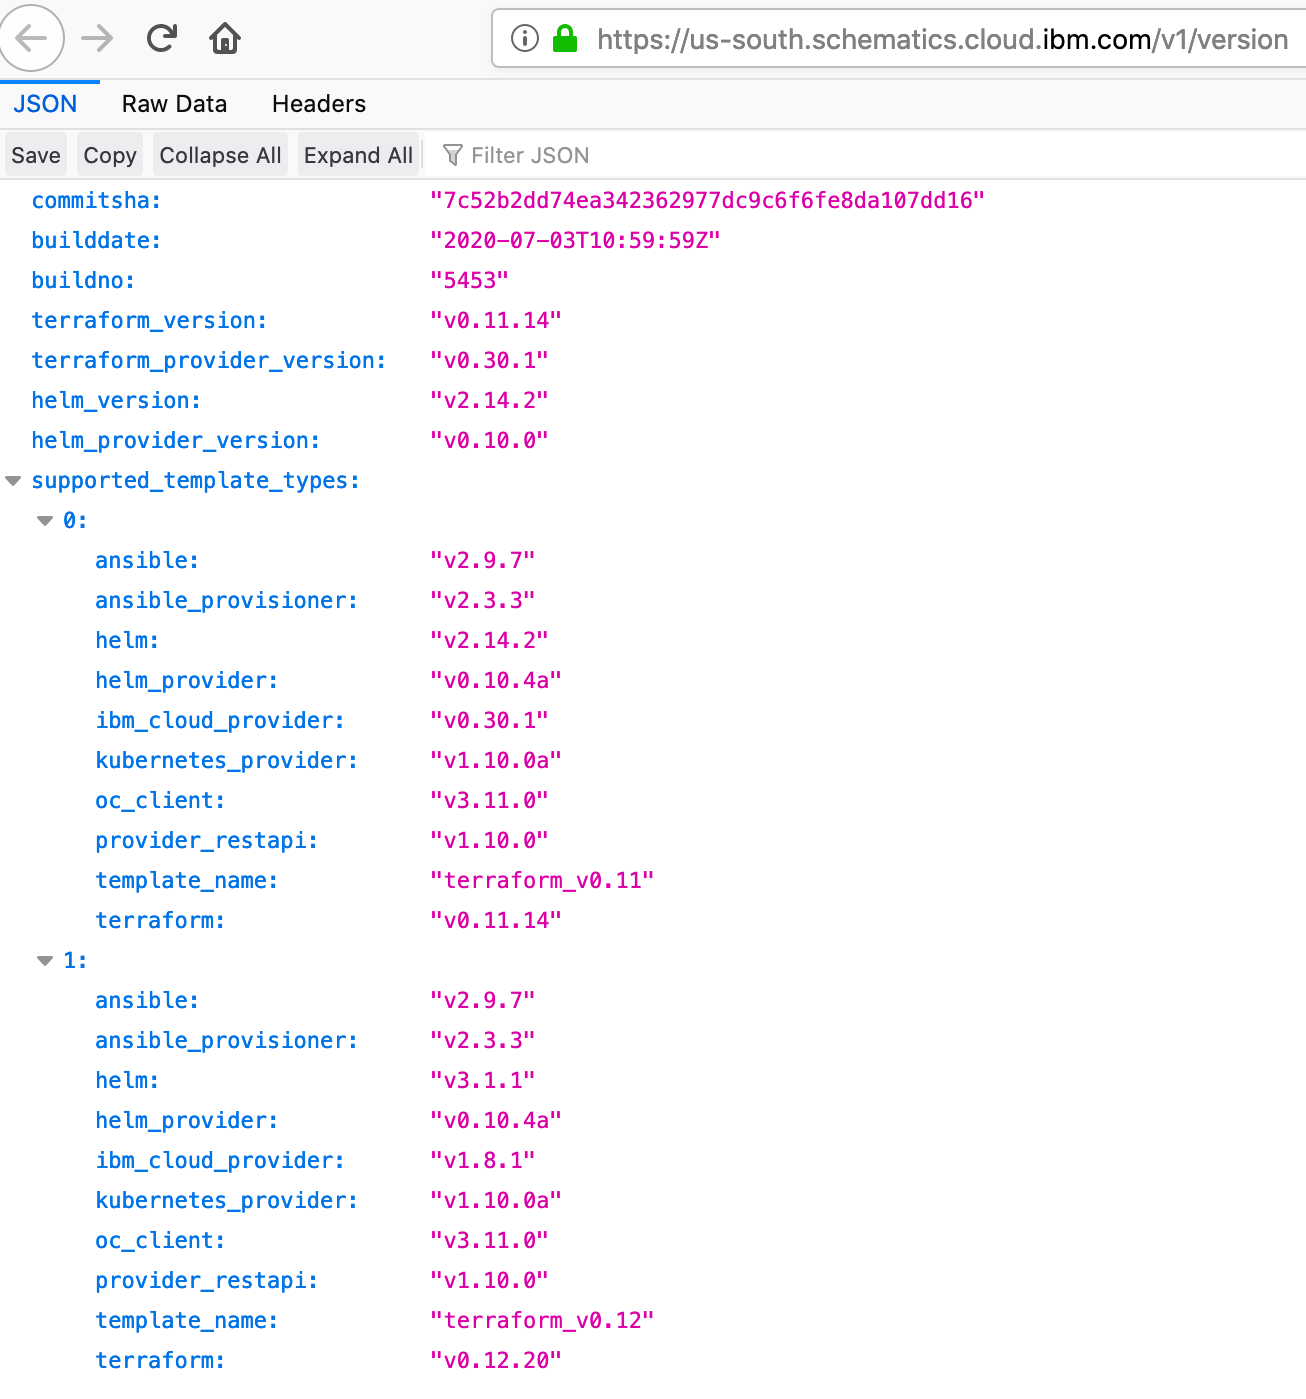 https://us-south.schematics.cloud.ibm.com/v1/version
JSON Raw Data Headers
Save Copy Collapse All Expand All Filter JSON
commitsha: "7c52b2dd74ea342362977dc9c6f6fe8da107dd16"
builddate: "2020-07-03T10:59:59Z"
buildno: "5453"
terraform_version: "v0.11.14"
terraform_provider_version: "v0.30.1"
helm_version: "v2.14.2"
helm_provider_version: "v0.10.0"
supported_template_types:
0:
ansible: "v2.9.7"
ansible_provisioner: "v2.3.3"
helm: "v2.14.2"
helm_provider: "v0.10.4a"
ibm_cloud_provider: "v0.30.1"
kubernetes_provider: "v1.10.0a"
oc_client: "v3.11.0"
provider_restapi: "v1.10.0"
template_name: "terraform_v0.11"
terraform: "v0.11.14"
1:
ansible: "v2.9.7"
ansible_provisioner: "v2.3.3"
helm: "v3.1.1"
helm_provider: "v0.10.4a"
ibm_cloud_provider: "v1.8.1"
kubernetes_provider: "v1.10.0a"
oc_client: "v3.11.0"
provider_restapi: "v1.10.0"
template_name: "terraform_v0.12"
terraform: "v0.12.20"